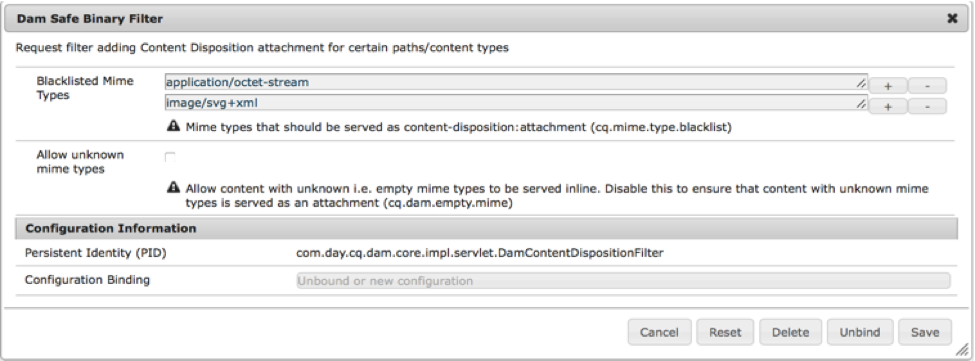 Dam Safe Binary Filter
Request filter adding Content Disposition attachment for certain paths/content types
Blacklisted Mime Types
application/octet-stream
+ -
image/svg+xml
+ -
Mime types that should be served as content-disposition:attachment (cq.mime.type.blacklist)
Allow unknown
mime types
Allow content with unknown i.e. empty mime types to be served inline. Disable this to ensure that content with unknown mime
types is served as an attachment (cq.dam.empty.mime)
Configuration Information
Persistent Identity (PID) com.day.cq.dam.core.impl.servlet.DamContentDispositionFilter
Configuration Binding Unbound or new configuration
Cancel Reset Delete Unbind Save